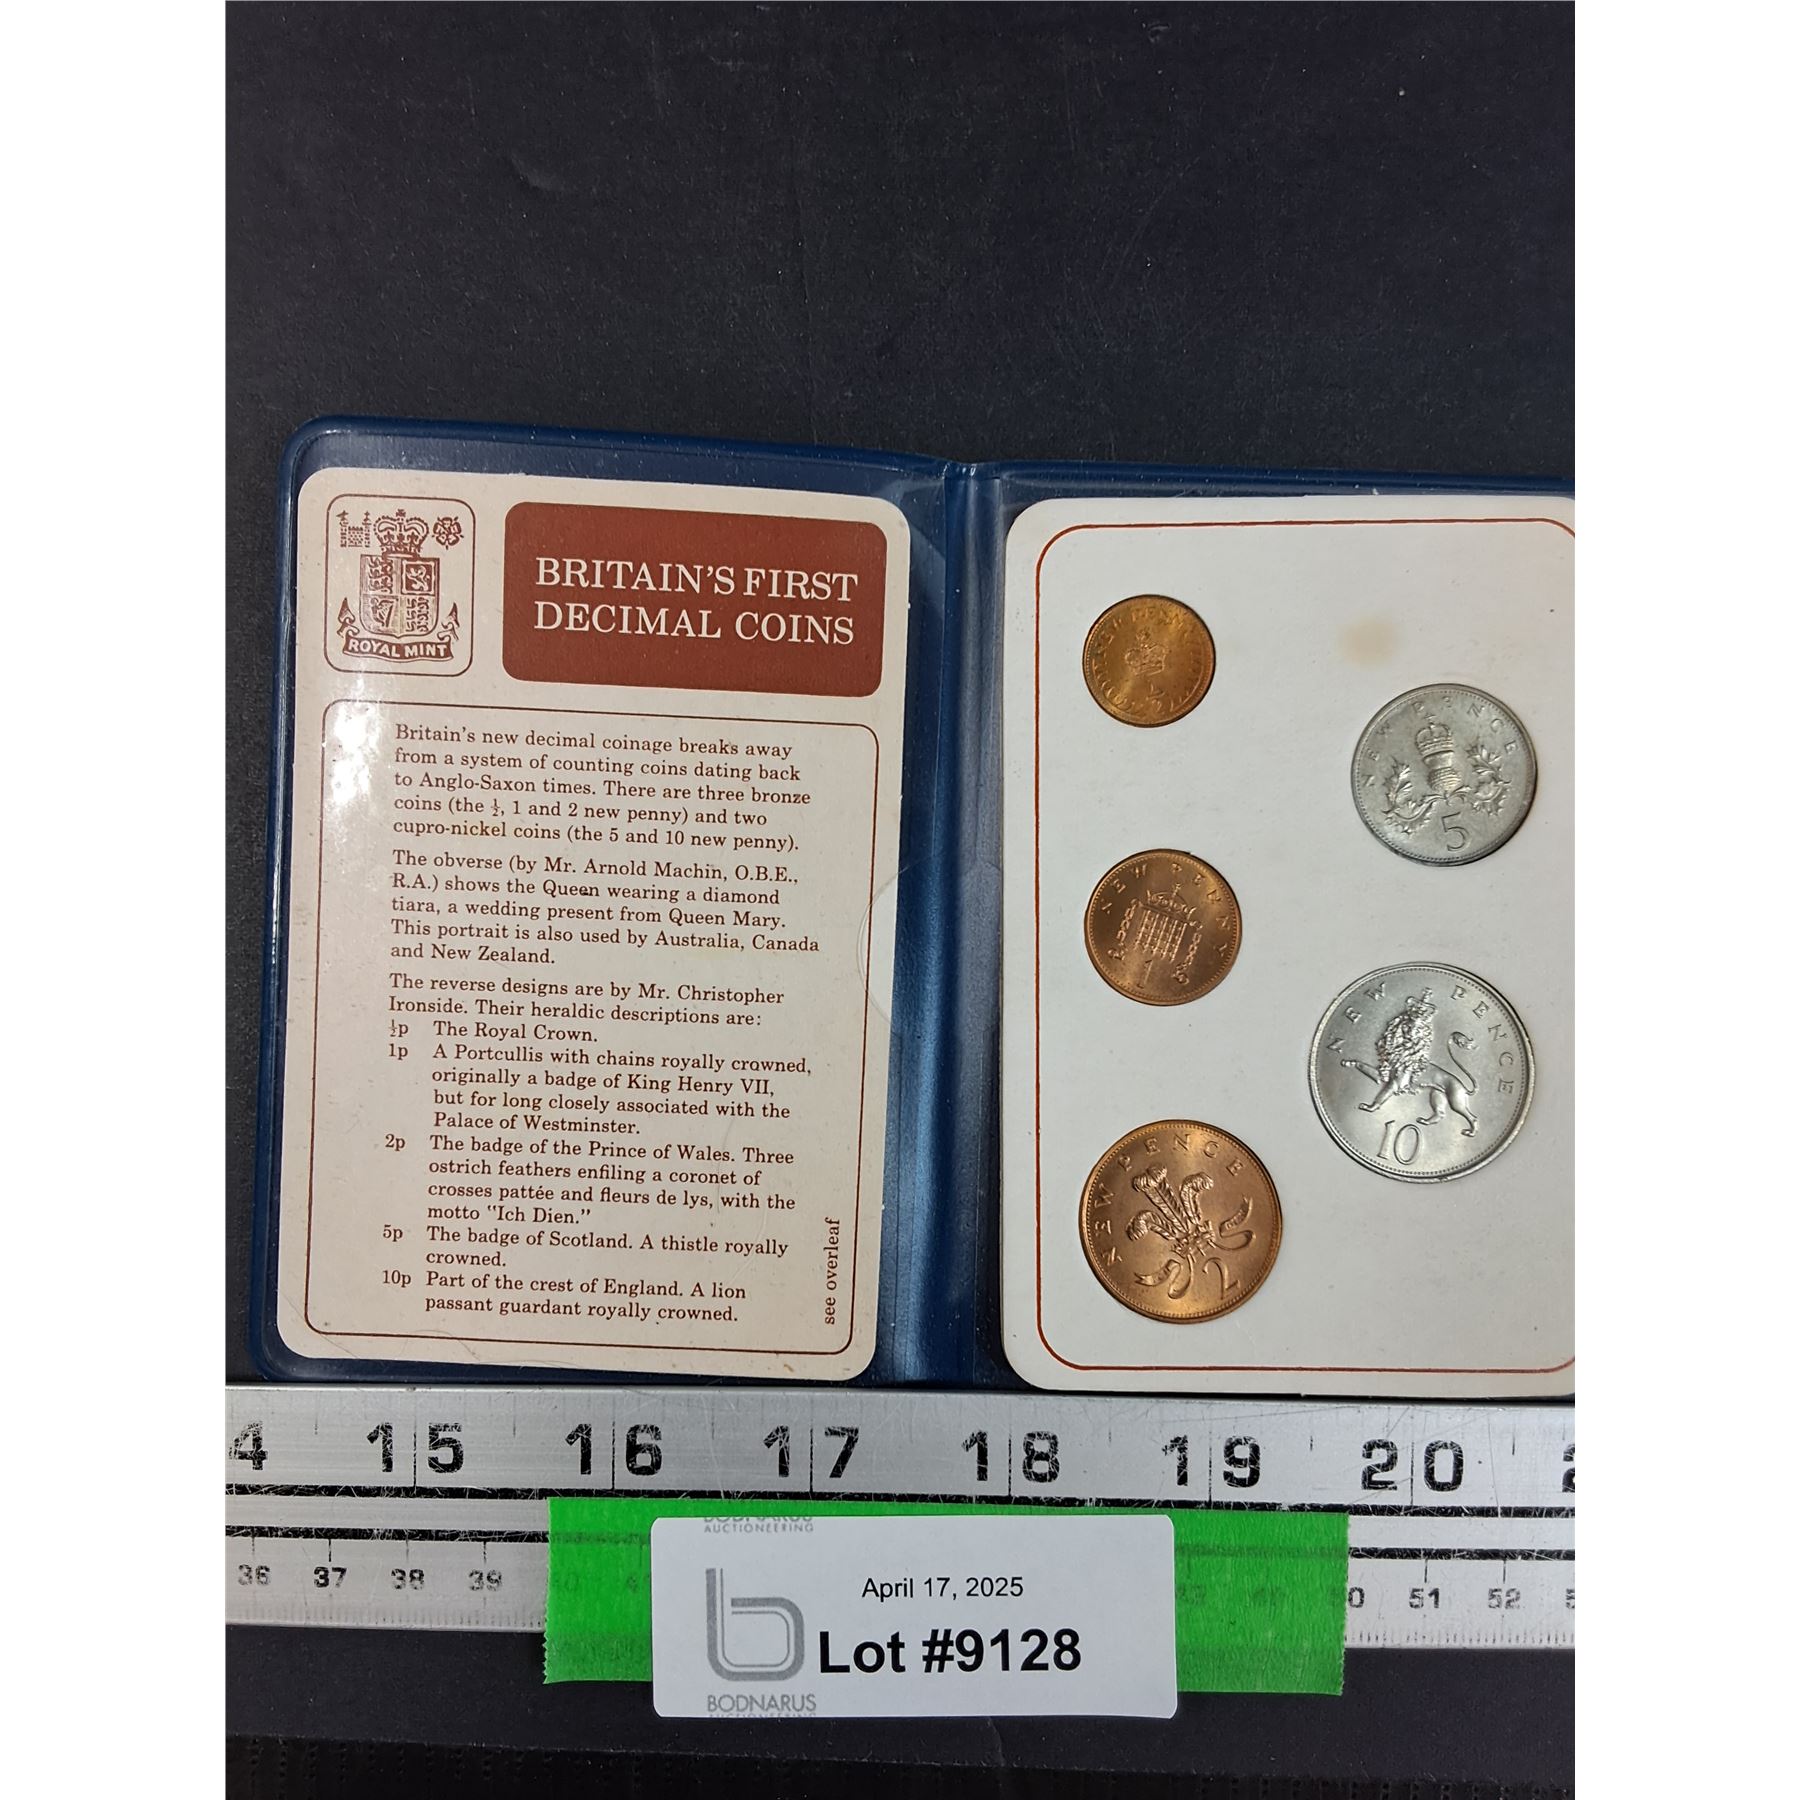 ROYAL MINT
BRITAIN'S FIRST
DECIMAL COINS
Britain's new decimal coinage breaks away
from a system of counting coins dating back
to Anglo-Saxon times. There are three bronze
coins (the ½, 1 and 2 new penny) and two
cupro-nickel coins (the 5 and 10 new penny).
The obverse (by Mr. Arnold Machin, O.B.E.,
R.A.) shows the Queen wearing a diamond
tiara, a wedding present from Queen Mary.
This portrait is also used by Australia, Canada
and New Zealand.
The reverse designs are by Mr. Christopher
Ironside. Their heraldic descriptions are:
½p The Royal Crown.
1p A Portcullis with chains royally crowned,
originally a badge of King Henry VII,
but for long closely associated with the
Palace of Westminster.
2p The badge of the Prince of Wales. Three
ostrich feathers enfiling a coronet of
crosses pattée and fleurs de lys, with the
motto "Ich Dien."
5p The badge of Scotland. A thistle royally
crowned.
10p Part of the crest of England. A lion
passant guardant royally crowned.
see overleaf
NEW PENNY
NEW PENCE
5
NEW PENNY
1
NEW PENCE
10
NEW PENCE
2
4 15 16 17 18 19 20
36 37 38 39 50 51 52
BODNARUS
AUCTIONEERING
April 17, 2025
Lot #9128
BODNARUS
AUCTIONEERING